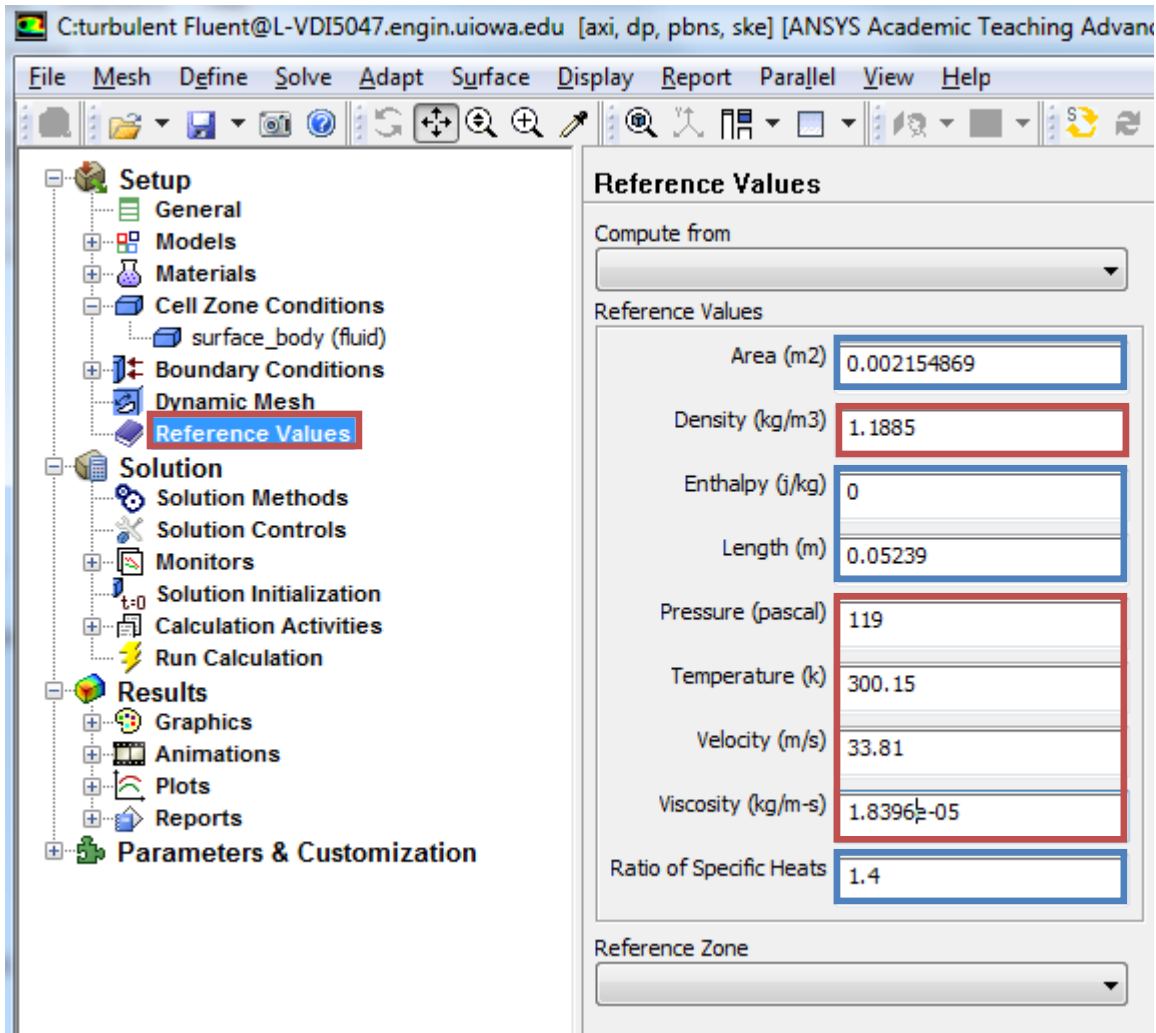 C:turbulent Fluent@L-VDI5047.engin.uiowa.edu [axi, dp, pbns, ske] [ANSYS Academic Teaching Advanc
File Mesh Define Solve Adapt Surface Display Report Parallel View Help
Setup
General
Models
Materials
Cell Zone Conditions
surface_body (fluid)
Boundary Conditions
Dynamic Mesh
Reference Values
Solution
Solution Methods
Solution Controls
Monitors
t=0 Solution Initialization
Calculation Activities
Run Calculation
Results
Graphics
Animations
Plots
Reports
Parameters & Customization
Reference Values
Compute from
Reference Values
Area (m2) 0.002154869
Density (kg/m3) 1.1885
Enthalpy (j/kg) 0
Length (m) 0.05239
Pressure (pascal) 119
Temperature (k) 300.15
Velocity (m/s) 33.81
Viscosity (kg/m-s) 1.8396e-05
Ratio of Specific Heats 1.4
Reference Zone